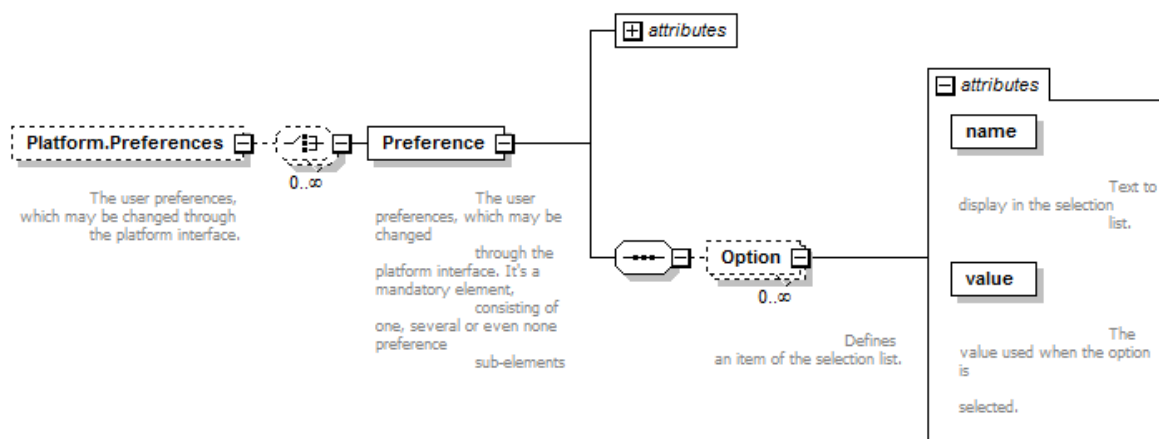 attributes
attributes
Platform.Preferences
0..∞
The user preferences,
which may be changed through
the platform interface.
Preference
The user
preferences, which may be
changed
through the
platform interface. It's a
mandatory element,
consisting of
one, several or even none
preference
sub-elements
Option
0..∞
Defines
an item of the selection list.
name
Text to
display in the selection
list.
value
The
value used when the option
is
selected.